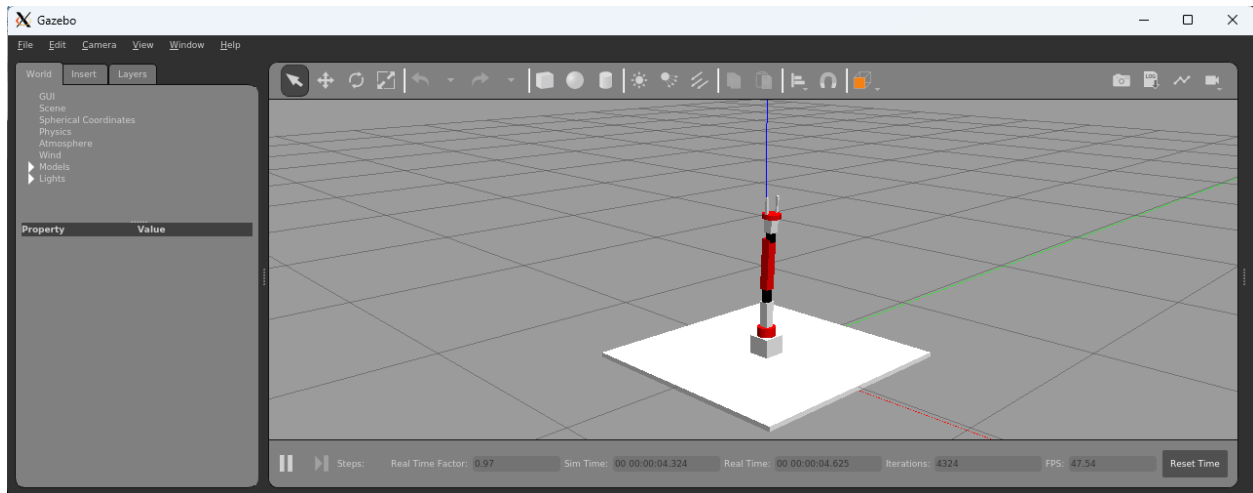 Gazebo
File Edit Camera View Window Help
World Insert Layers
GUI
Scene
Spherical Coordinates
Physics
Atmosphere
Wind
Models
Lights
Property Value
LOG
Steps: Real Time Factor: 0.97 Sim Time: 00 00:00:04.324 Real Time: 00 00:00:04.625 Iterations: 4324 FPS: 47.54 Reset Time